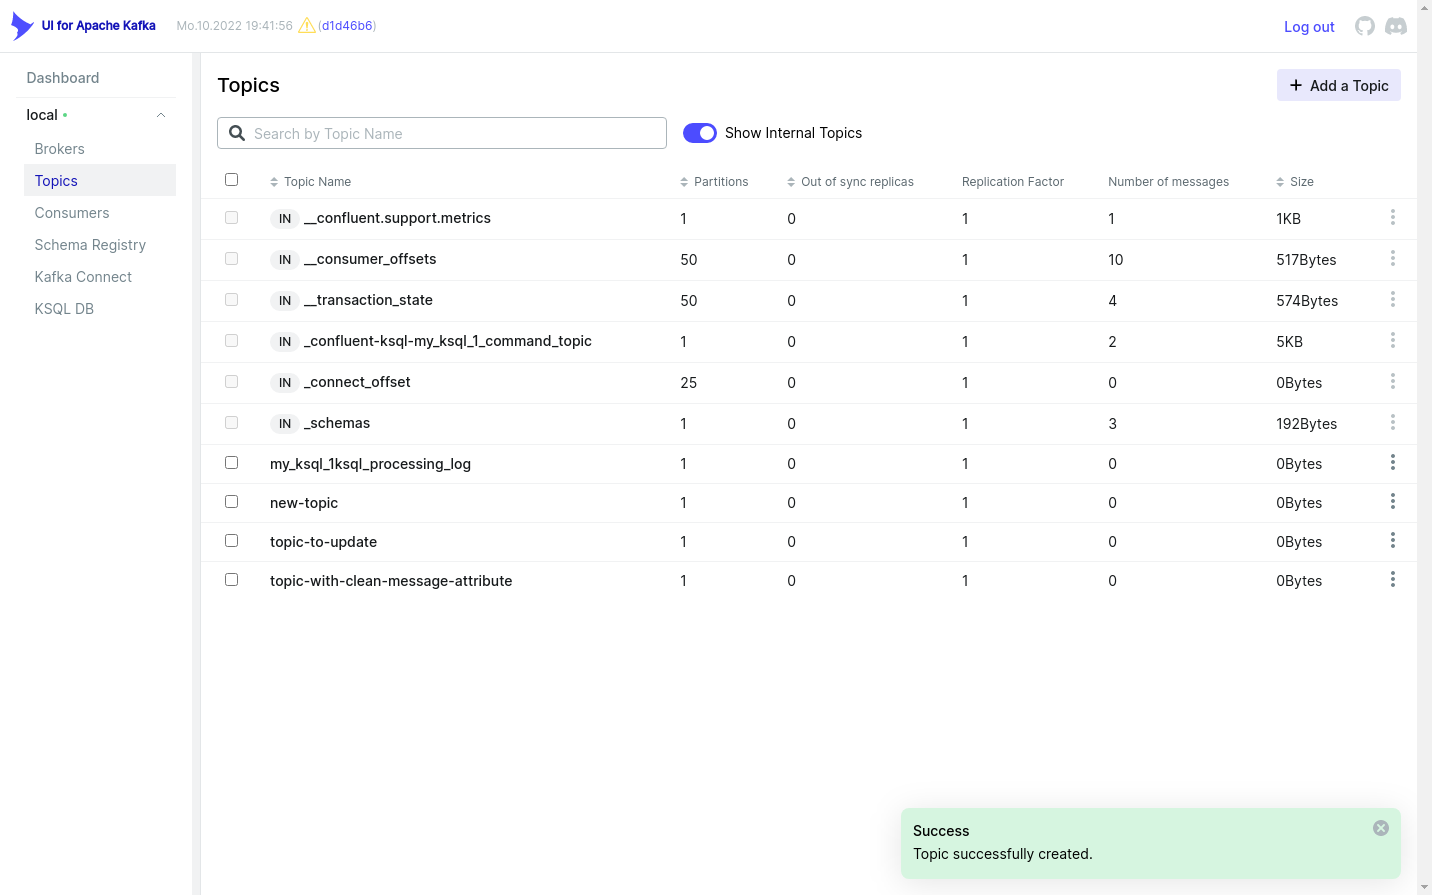 UI for Apache Kafka Mo.10.2022 19:41:56 (d1d46b6) Log out
Dashboard
local
Brokers
Topics
Consumers
Schema Registry
Kafka Connect
KSQL DB
Topics
Add a Topic
Search by Topic Name
Show Internal Topics
Topic Name Partitions Out of sync replicas Replication Factor Number of messages Size
IN __confluent.support.metrics 1 0 1 1 1KB
IN __consumer_offsets 50 0 1 10 517Bytes
IN __transaction_state 50 0 1 4 574Bytes
IN _confluent-ksql-my_ksql_1_command_topic 1 0 1 2 5KB
IN _connect_offset 25 0 1 0 0Bytes
IN _schemas 1 0 1 3 192Bytes
my_ksql_1ksql_processing_log 1 0 1 0 0Bytes
new-topic 1 0 1 0 0Bytes
topic-to-update 1 0 1 0 0Bytes
topic-with-clean-message-attribute 1 0 1 0 0Bytes
Success
Topic successfully created.